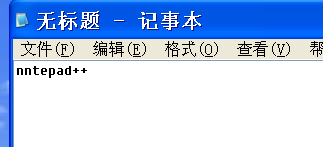 无标题 - 记事本
文件(F) 编辑(E) 格式(O) 查看(V) 帮
nntepad++